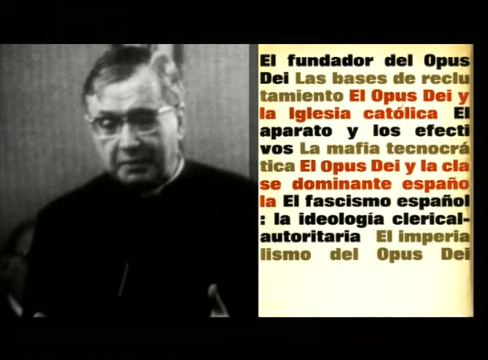 El fundador del Opus
Dei Las bases de reclu
tamiento El Opus Dei y
la Iglesia católica El
aparato y los efecti
vos La mafia tecnocrá
tica El Opus Dei y la cla
se dominante españo
la El fascismo español
: la ideología clerical-
autoritaria El imperia
lismo del Opus Dei